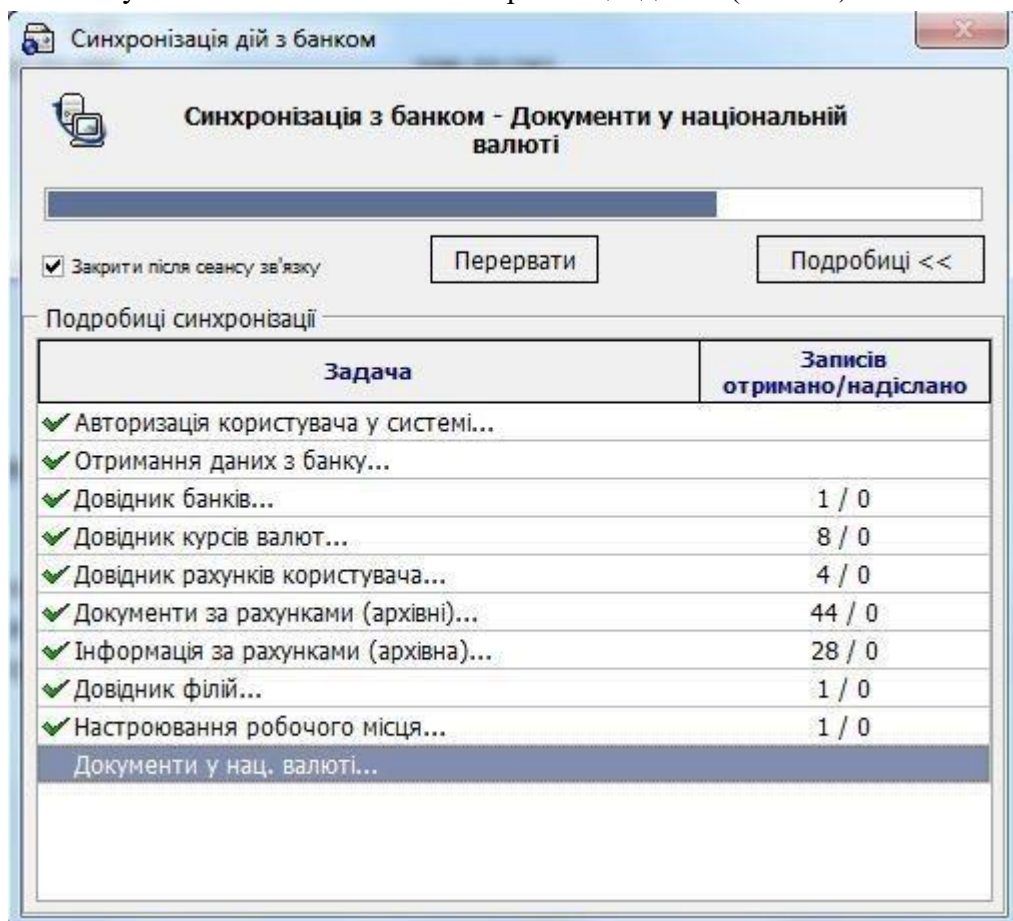 Синхронізація дій з банком
Синхронізація з банком - Документи у національній
валюті
Закрити після сеансу зв'язку
Перервати
Подробиці <<
Подробиці синхронізації
Задача
Записів
отримано/надіслано
Авторизація користувача у системі...
Отримання даних з банку...
Довідник банків... 1 / 0
Довідник курсів валют... 8 / 0
Довідник рахунків користувача... 4 / 0
Документи за рахунками (архівні)... 44 / 0
Інформація за рахунками (архівна)... 28 / 0
Довідник філій... 1 / 0
Настроювання робочого місця... 1 / 0
Документи у нац. валюті...